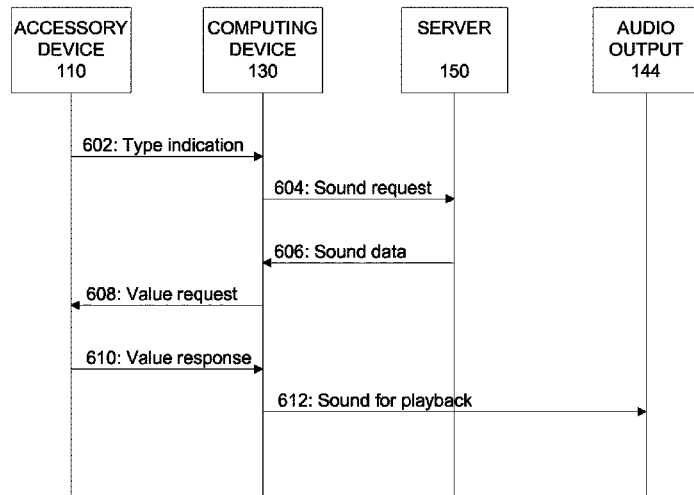 ACCESSORY
DEVICE
110
COMPUTING
DEVICE
130
SERVER
150
AUDIO
OUTPUT
144
602: Type indication
604: Sound request
606: Sound data
608: Value request
610: Value response
612: Sound for playback